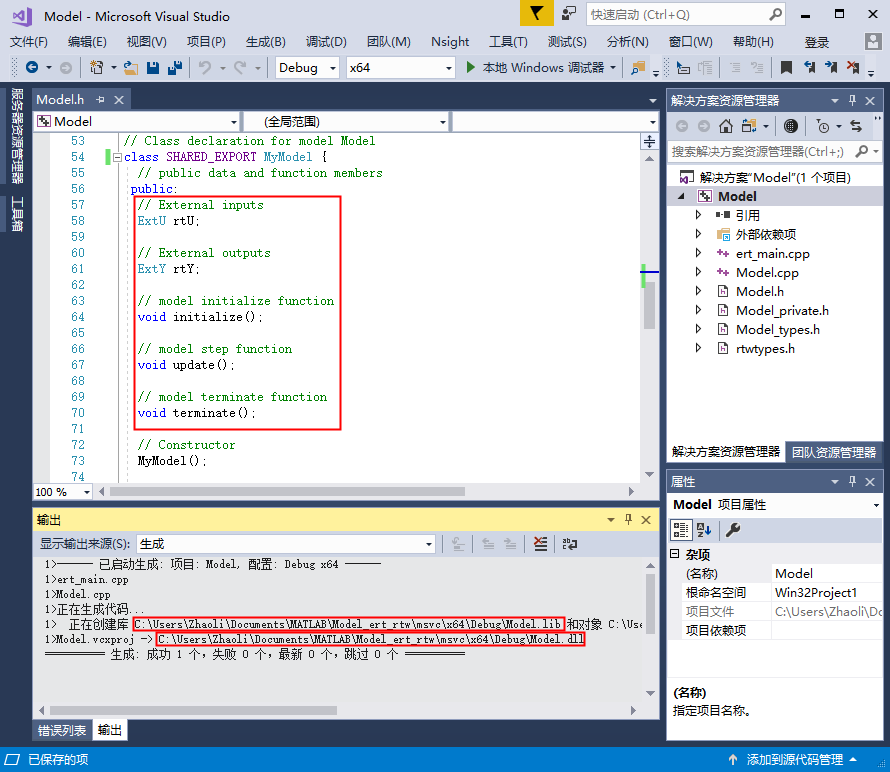 Model - Microsoft Visual Studio
快速启动 (Ctrl+Q)
文件(F) 编辑(E) 视图(V) 项目(P) 生成(B) 调试(D) 团队(M) Nsight 工具(T) 测试(S) 分析(N) 窗口(W) 帮助(H) 登录
Debug x64 本地 Windows 调试器
服务器资源管理器
工具箱
Model.h
Model (全局范围)
53 // Class declaration for model Model
54 class SHARED_EXPORT MyModel {
55 // public data and function members
56 public:
57 // External inputs
58 ExtU rtU;
59
60 // External outputs
61 ExtY rtY;
62
63 // model initialize function
64 void initialize();
65
66 // model step function
67 void update();
68
69 // model terminate function
70 void terminate();
71
72 // Constructor
73 MyModel();
74
100 %
输出
显示输出来源(S): 生成
1>------ 已启动生成: 项目: Model, 配置: Debug x64 ------
1>ert_main.cpp
1>Model.cpp
1>正在生成代码...
1> 正在创建库 C:\Users\Zhaoli\Documents\MATLAB\Model_ert_rtw\msvc\x64\Debug\Model.lib 和对象 C:\Use
1>Model.vcxproj -> C:\Users\Zhaoli\Documents\MATLAB\Model_ert_rtw\msvc\x64\Debug\Model.dll
========== 生成: 成功 1 个，失败 0 个，最新 0 个，跳过 0 个 ==========
错误列表 输出
解决方案资源管理器
搜索解决方案资源管理器(Ctrl+;)
解决方案"Model"(1 个项目)
Model
引用
外部依赖项
ert_main.cpp
Model.cpp
Model.h
Model_private.h
Model_types.h
rtwtypes.h
解决方案资源管理器 团队资源管理器
属性
Model 项目属性
杂项
(名称) Model
根命名空间 Win32Project1
项目文件 C:\Users\Zhaoli\Do
项目依赖项
(名称)
指定项目名称。
已保存的项
添加到源代码管理